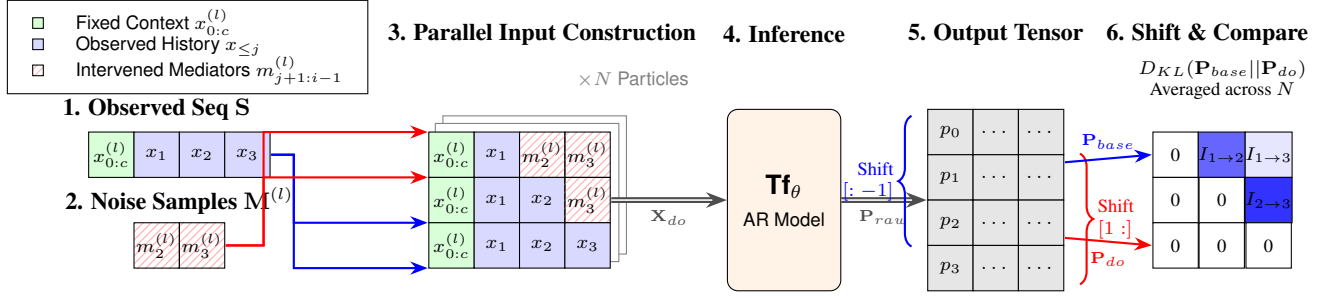 Fixed Context x_{0:c}^{(l)}
Observed History x_{≤j}
Intervened Mediators m_{j+1:i−1}^{(l)}
1. Observed Seq S
x_{0:c}^{(l)} x_1 x_2 x_3
2. Noise Samples M^{(l)}
m_2^{(l)} m_3^{(l)}
3. Parallel Input Construction
×N Particles
x_{0:c}^{(l)} x_1 m_2^{(l)} m_3^{(l)}
x_{0:c}^{(l)} x_1 x_2 m_3^{(l)}
x_{0:c}^{(l)} x_1 x_2 x_3
X_{do}
4. Inference
Tf_θ
AR Model
P_{raw}
5. Output Tensor
Shift
[: −1]
p_0 ··· ···
p_1 ··· ···
p_2 ··· ···
p_3 ··· ···
P_{base}
Shift
[1 :]
P_{do}
6. Shift & Compare
D_{KL}(P_{base}||P_{do})
Averaged across N
0 I_{1→2} I_{1→3}
0 0 I_{2→3}
0 0 0